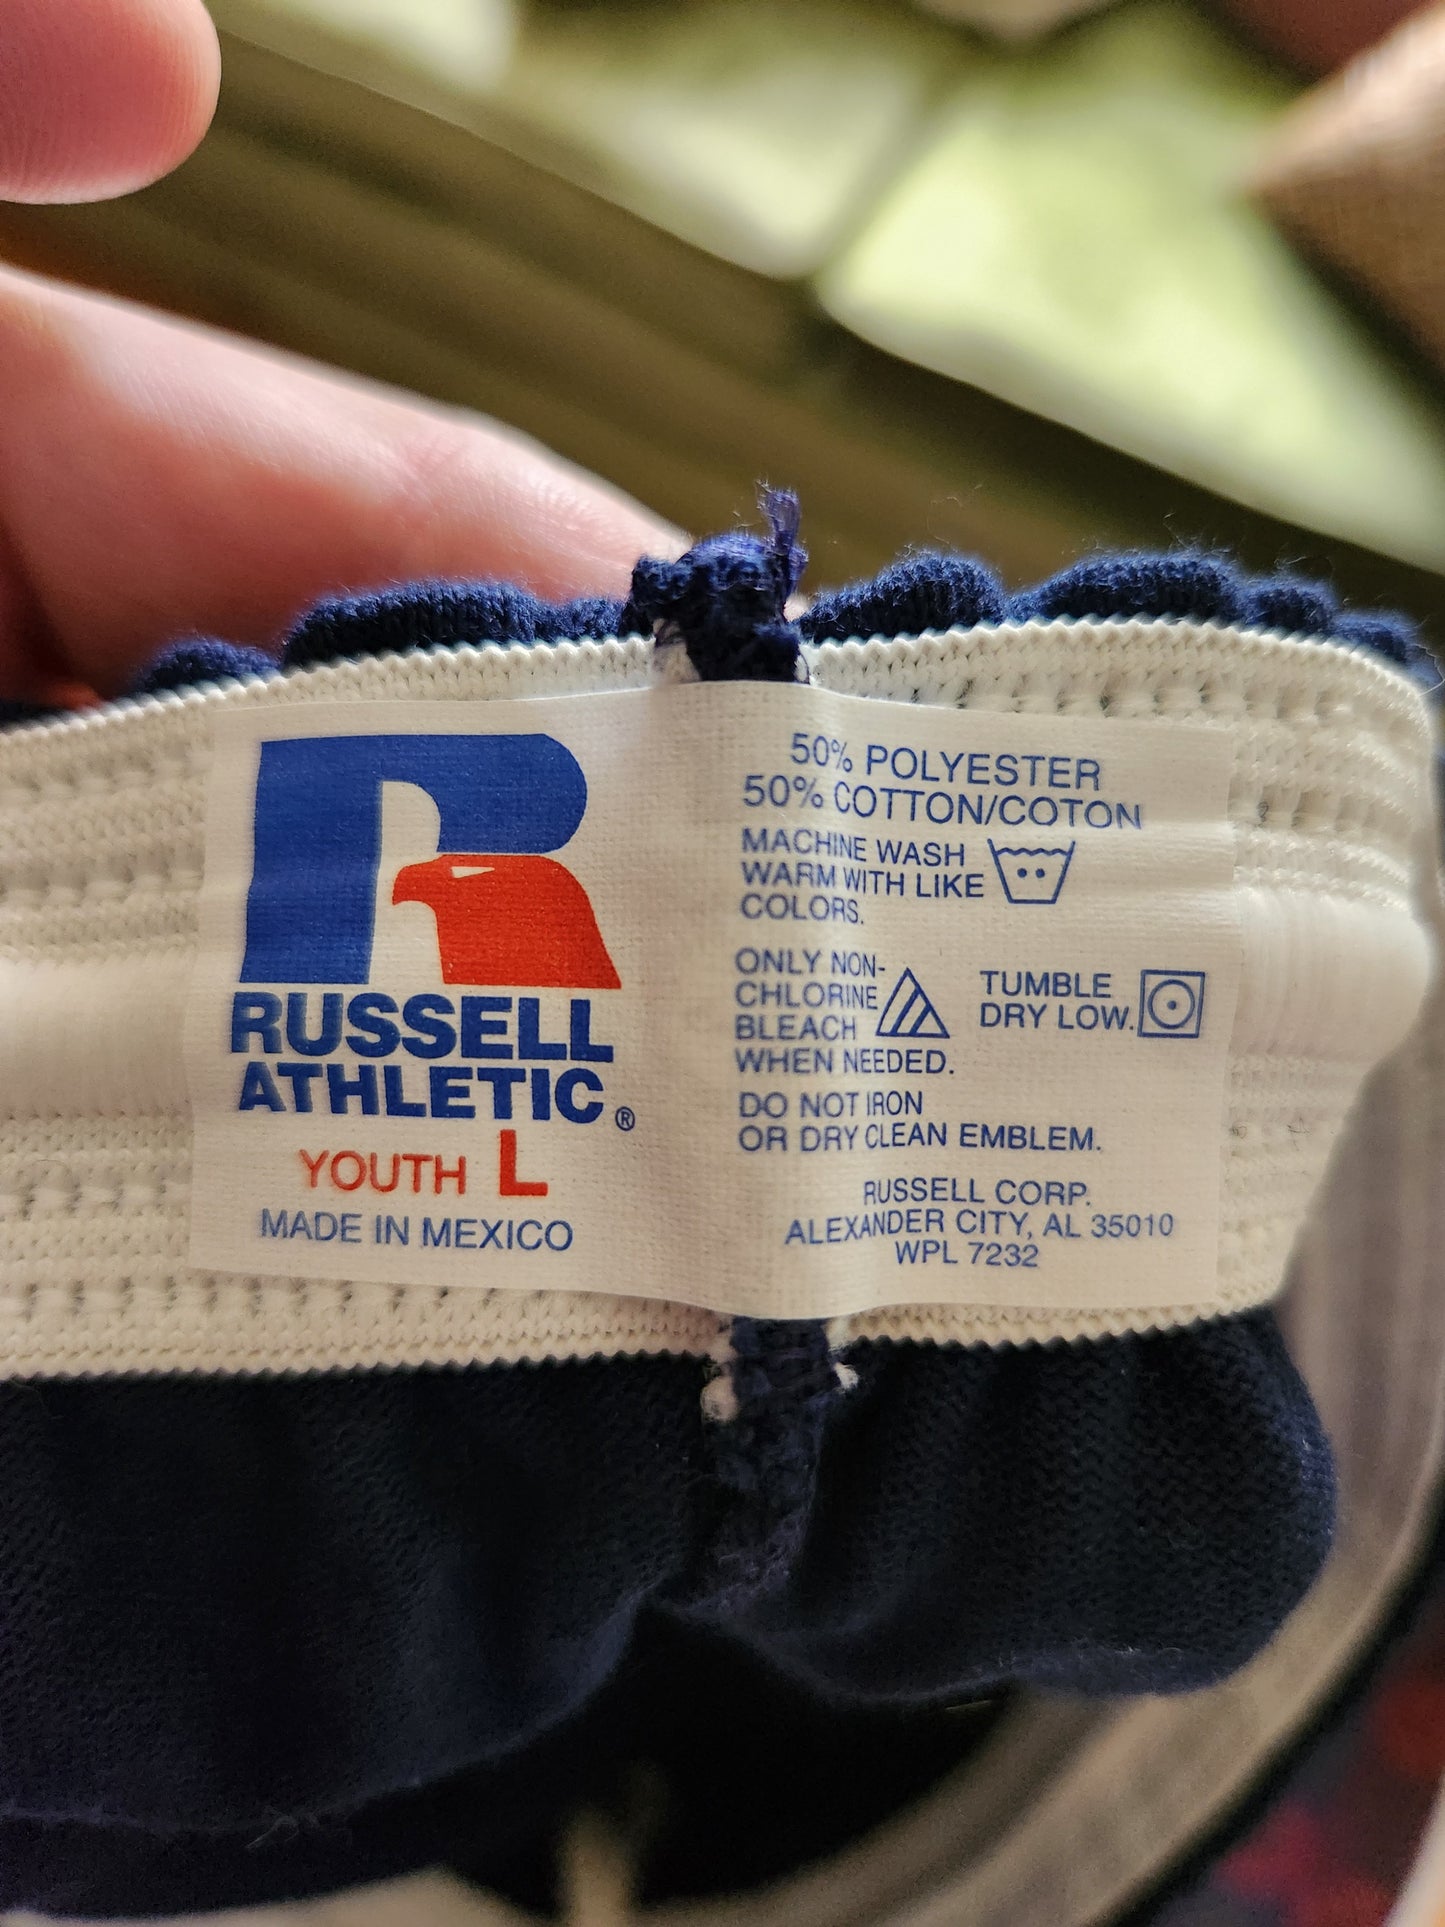 RUSSELL
ATHLETIC®
YOUTH L
MADE IN MEXICO
50% POLYESTER
50% COTTON/COTON
MACHINE WASH
WARM WITH LIKE
COLORS.
ONLY NON-
CHLORINE
BLEACH
WHEN NEEDED.
TUMBLE
DRY LOW.
DO NOT IRON
OR DRY CLEAN EMBLEM.
RUSSELL CORP.
ALEXANDER CITY, AL 35010
WPL 7232